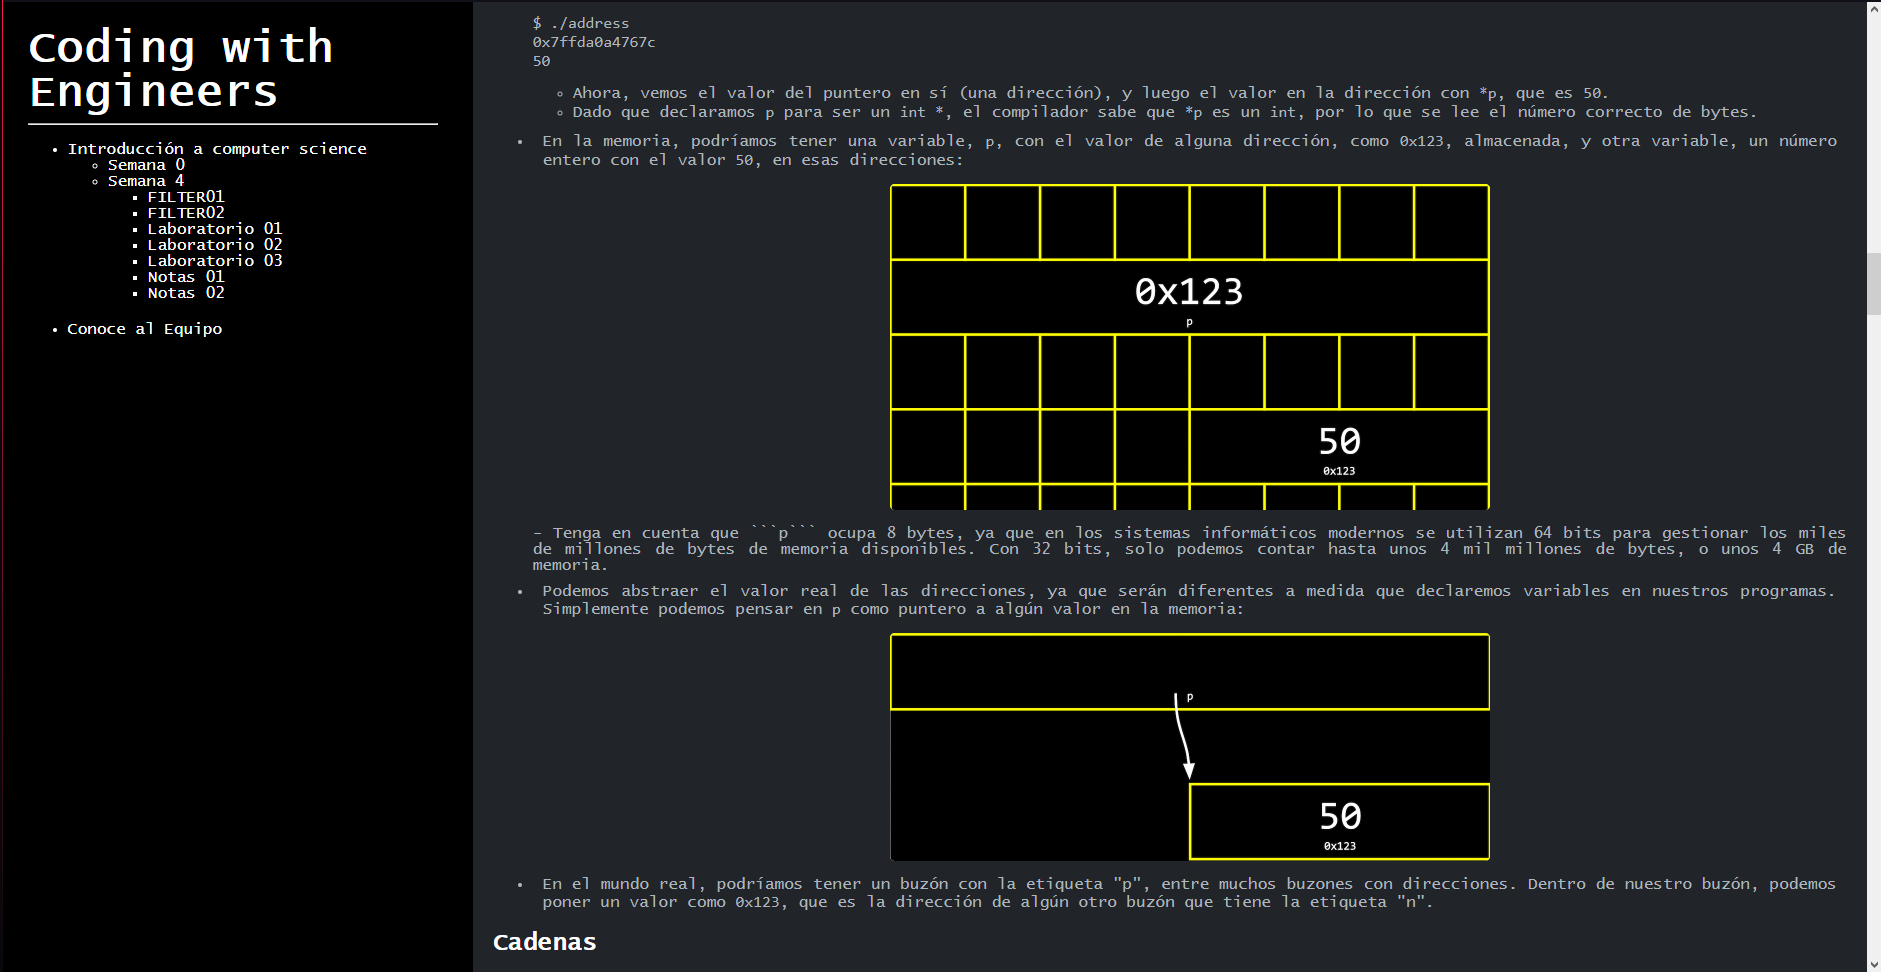 Coding with
Engineers
Introducción a computer science
Semana 0
Semana 4
FILTER01
FILTER02
Laboratorio 01
Laboratorio 02
Laboratorio 03
Notas 01
Notas 02
Conoce al Equipo
$ ./address
0x7ffda0a4767c
50
Ahora, vemos el valor del puntero en sí (una dirección), y luego el valor en la dirección con *p, que es 50.
Dado que declaramos p para ser un int *, el compilador sabe que *p es un int, por lo que se lee el número correcto de bytes.
En la memoria, podríamos tener una variable, p, con el valor de alguna dirección, como 0x123, almacenada, y otra variable, un número
entero con el valor 50, en esas direcciones:
0x123
p
50
0x123
- Tenga en cuenta que ```p``` ocupa 8 bytes, ya que en los sistemas informáticos modernos se utilizan 64 bits para gestionar los miles
de millones de bytes de memoria disponibles. Con 32 bits, solo podemos contar hasta unos 4 mil millones de bytes, o unos 4 GB de
memoria.
Podemos abstraer el valor real de las direcciones, ya que serán diferentes a medida que declaremos variables en nuestros programas.
Simplemente podemos pensar en p como puntero a algún valor en la memoria:
p
50
0x123
En el mundo real, podríamos tener un buzón con la etiqueta "p", entre muchos buzones con direcciones. Dentro de nuestro buzón, podemos
poner un valor como 0x123, que es la dirección de algún otro buzón que tiene la etiqueta "n".
Cadenas